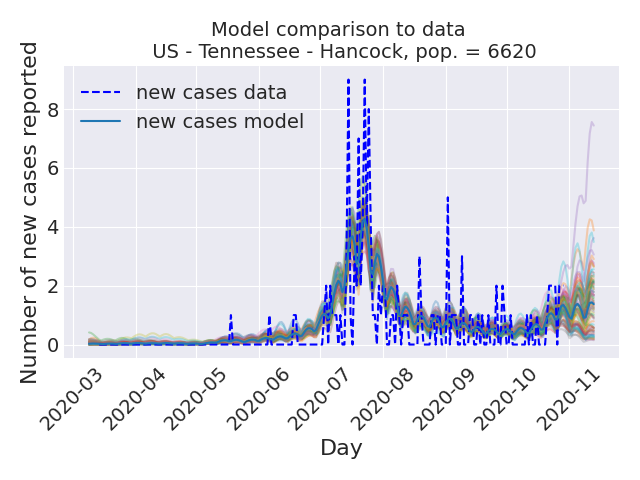 Model comparison to data
US - Tennessee - Hancock, pop. = 6620
Number of new cases reported
new cases data
new cases model
8
6
4
2
0
2020-03
2020-04
2020-05
2020-06
2020-07
2020-08
2020-09
2020-10
2020-11
Day